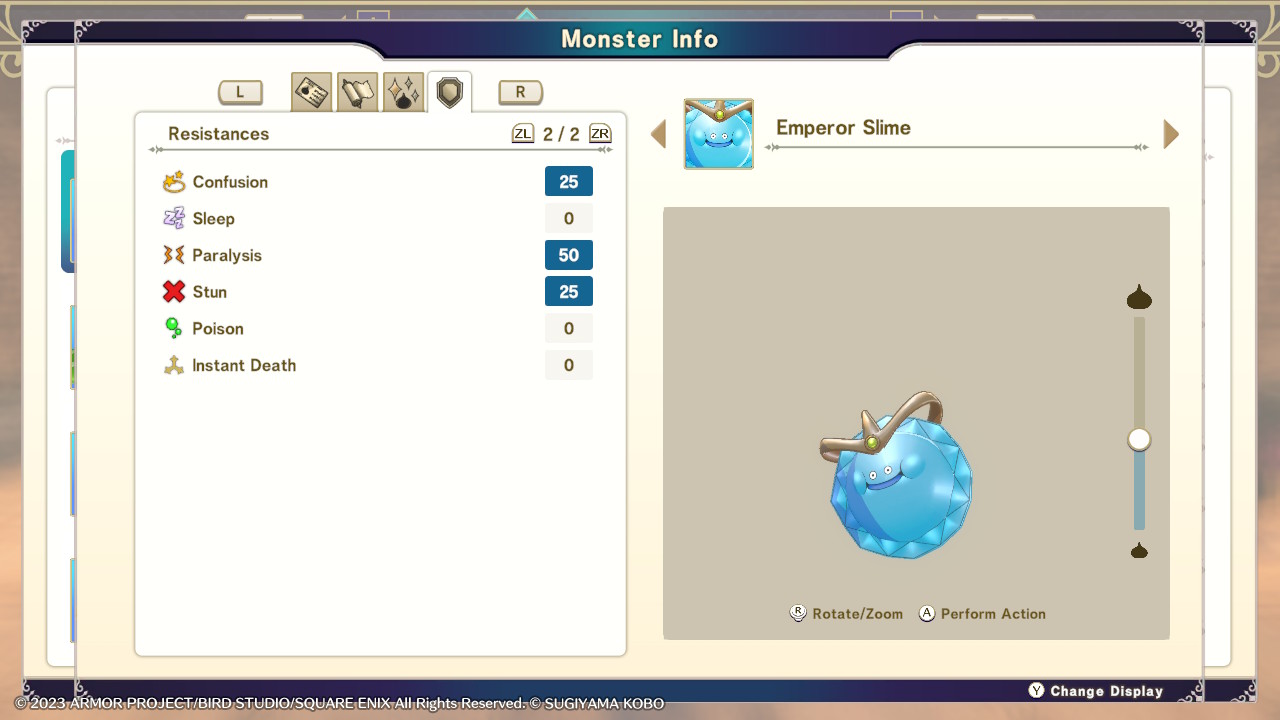 Monster Info
L
R
Resistances
ZL 2 / 2 ZR
Emperor Slime
Confusion 25
Sleep 0
Paralysis 50
Stun 25
Poison 0
Instant Death 0
R Rotate/Zoom A Perform Action
Y Change Display
© 2023 ARMOR PROJECT/BIRD STUDIO/SQUARE ENIX All Rights Reserved. © SUGIYAMA KOBO